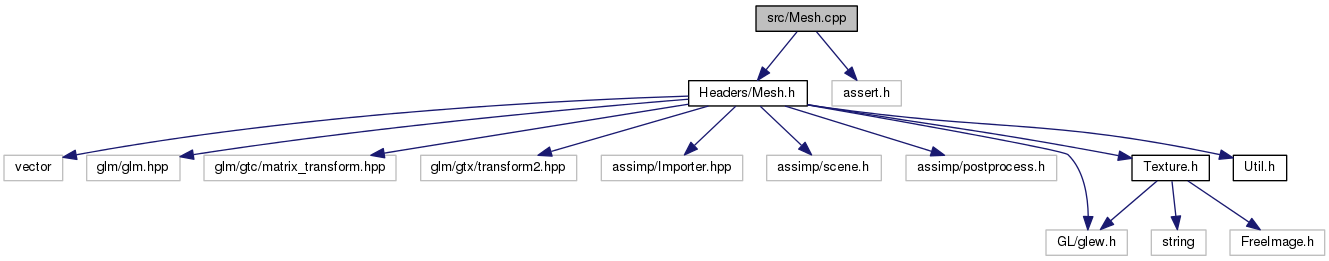 src/Mesh.cpp
Headers/Mesh.h
assert.h
vector
glm/glm.hpp
glm/gtc/matrix_transform.hpp
glm/gtx/transform2.hpp
assimp/Importer.hpp
assimp/scene.h
assimp/postprocess.h
Texture.h
Util.h
GL/glew.h
string
FreeImage.h